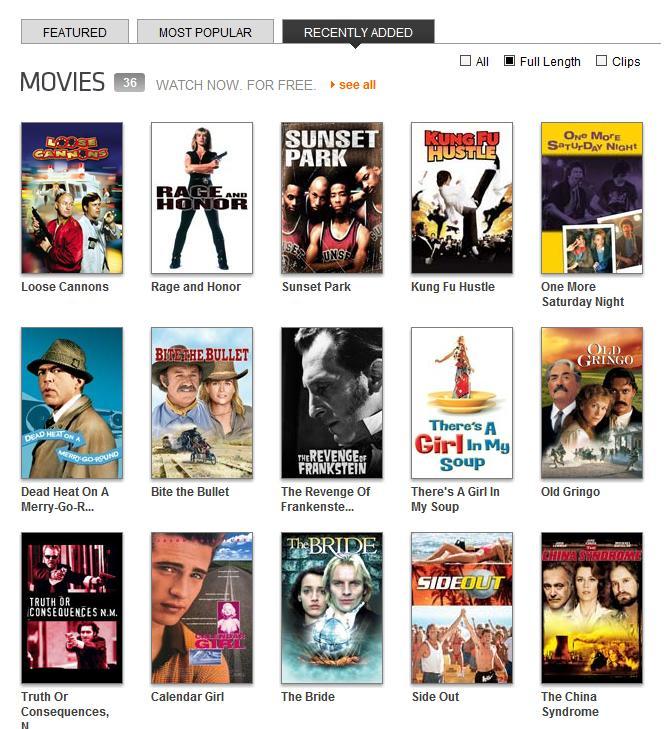 FEATURED
MOST POPULAR
RECENTLY ADDED
All
Full Length
Clips
MOVIES 36 WATCH NOW. FOR FREE. see all
LOOSE
CANNONS
RAGE AND
HONOR
SUNSET
PARK
KUNG FU
HUSTLE
ONE MORE
SATURDAY NIGHT
Loose Cannons
Rage and Honor
Sunset Park
Kung Fu Hustle
One More
Saturday Night
DEAD HEAT ON A
MERRY-GO-ROUND
BITE THE BULLET
THE REVENGE OF
FRANKSTEIN
There's A
Girl In My
Soup
OLD
GRINGO
Dead Heat On A
Merry-Go-R...
Bite the Bullet
The Revenge Of
Frankenste...
There's A Girl In
My Soup
Old Gringo
TRUTH OR
CONSEQUENCES N.M.
CALENDAR
GIRL
The BRIDE
SIDE OUT
THE
CHINA SYNDROME
Truth Or
Consequences,
N
Calendar Girl
The Bride
Side Out
The China
Syndrome